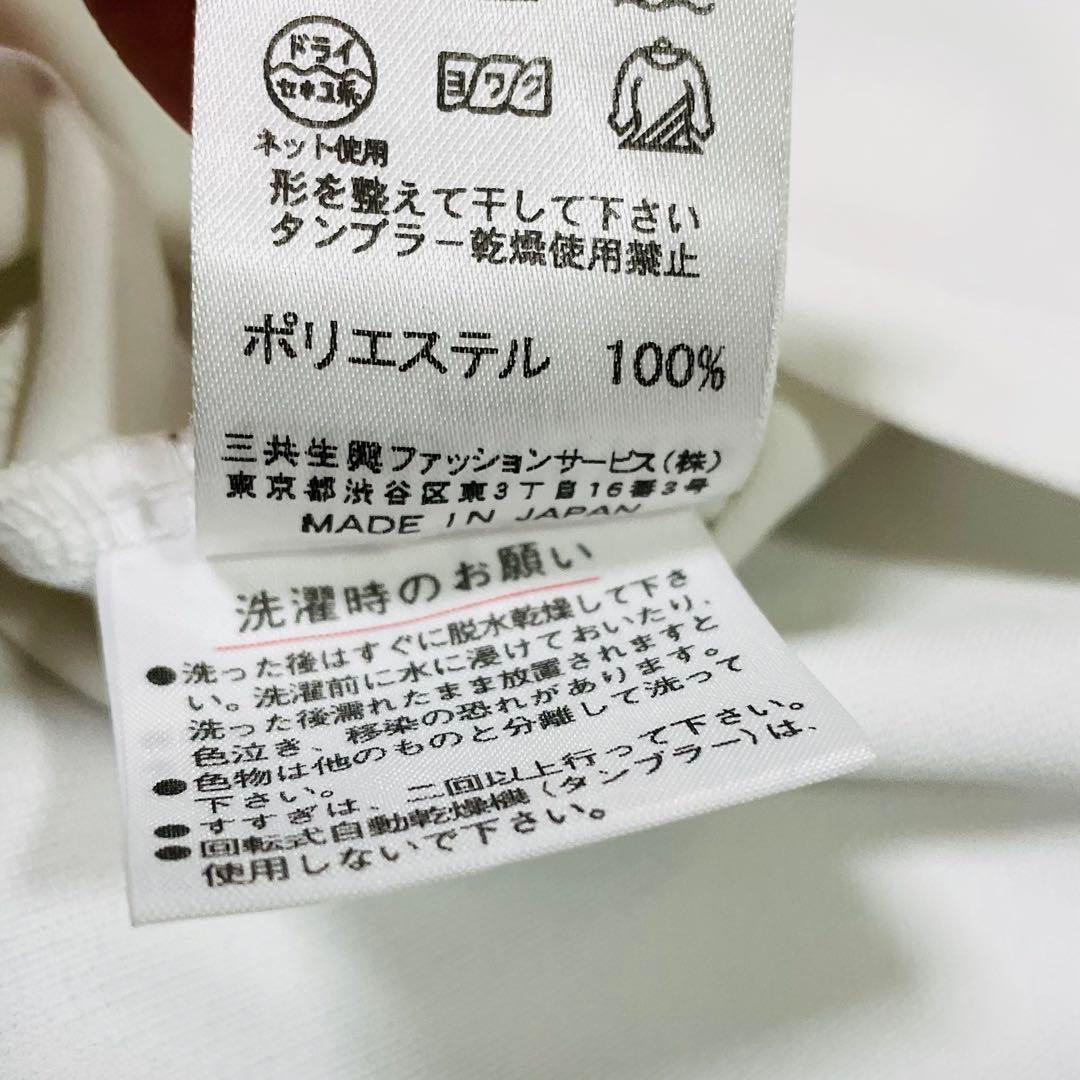 ドライ
セキユ系
ヨワク
ネット使用
形を整えて干して下さい
タンブラー乾燥使用禁止
ポリエステル 100%
三共生興ファッションサービス(株)
東京都渋谷区東3丁目16番3号
MADE IN JAPAN
洗濯時のお願い
●洗った後はすぐに脱水乾燥して下さ
い。洗濯前に水に浸けておいたり、
洗った後濡れたまま放置されますと
色泣き、移染の恐れがあります。
●色物は他のものと分離して洗って
下さい。
●すすぎは、二回以上行って下さい。
●回転式自動乾燥機(タンブラー)は、
使用しないで下さい。